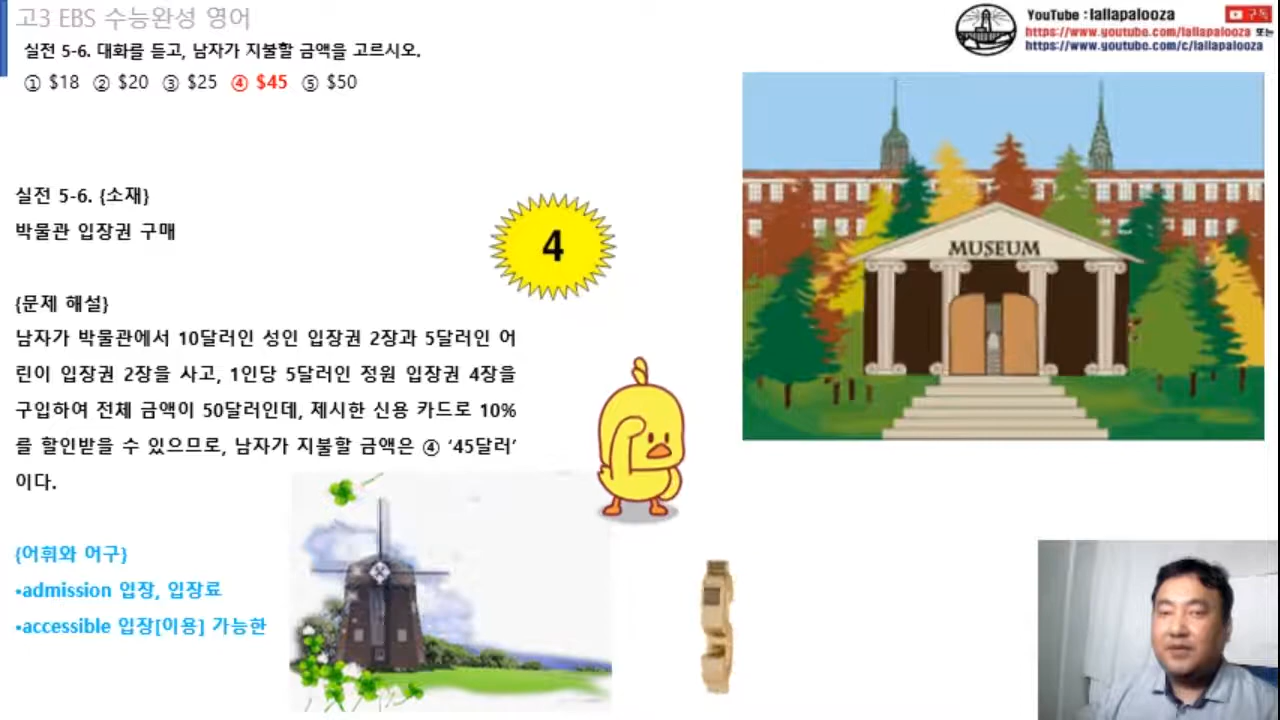 고3 EBS 수능완성 영어
실전 5-6. 대화를 듣고, 남자가 지불할 금액을 고르시오.
① $18 ② $20 ③ $25 ④ $45 ⑤ $50
YouTube : lallapalooza
구독
https://www.youtube.com/lallapalooza 또는
https://www.youtube.com/c/lallapalooza
MUSEUM
실전 5-6. {소재}
박물관 입장권 구매
4
{문제 해설}
남자가 박물관에서 10달러인 성인 입장권 2장과 5달러인 어
린이 입장권 2장을 사고, 1인당 5달러인 정원 입장권 4장을
구입하여 전체 금액이 50달러인데, 제시한 신용 카드로 10%
를 할인받을 수 있으므로, 남자가 지불할 금액은 ④ ‘45달러’
이다.
{어휘와 어구}
•admission 입장, 입장료
•accessible 입장[이용] 가능한